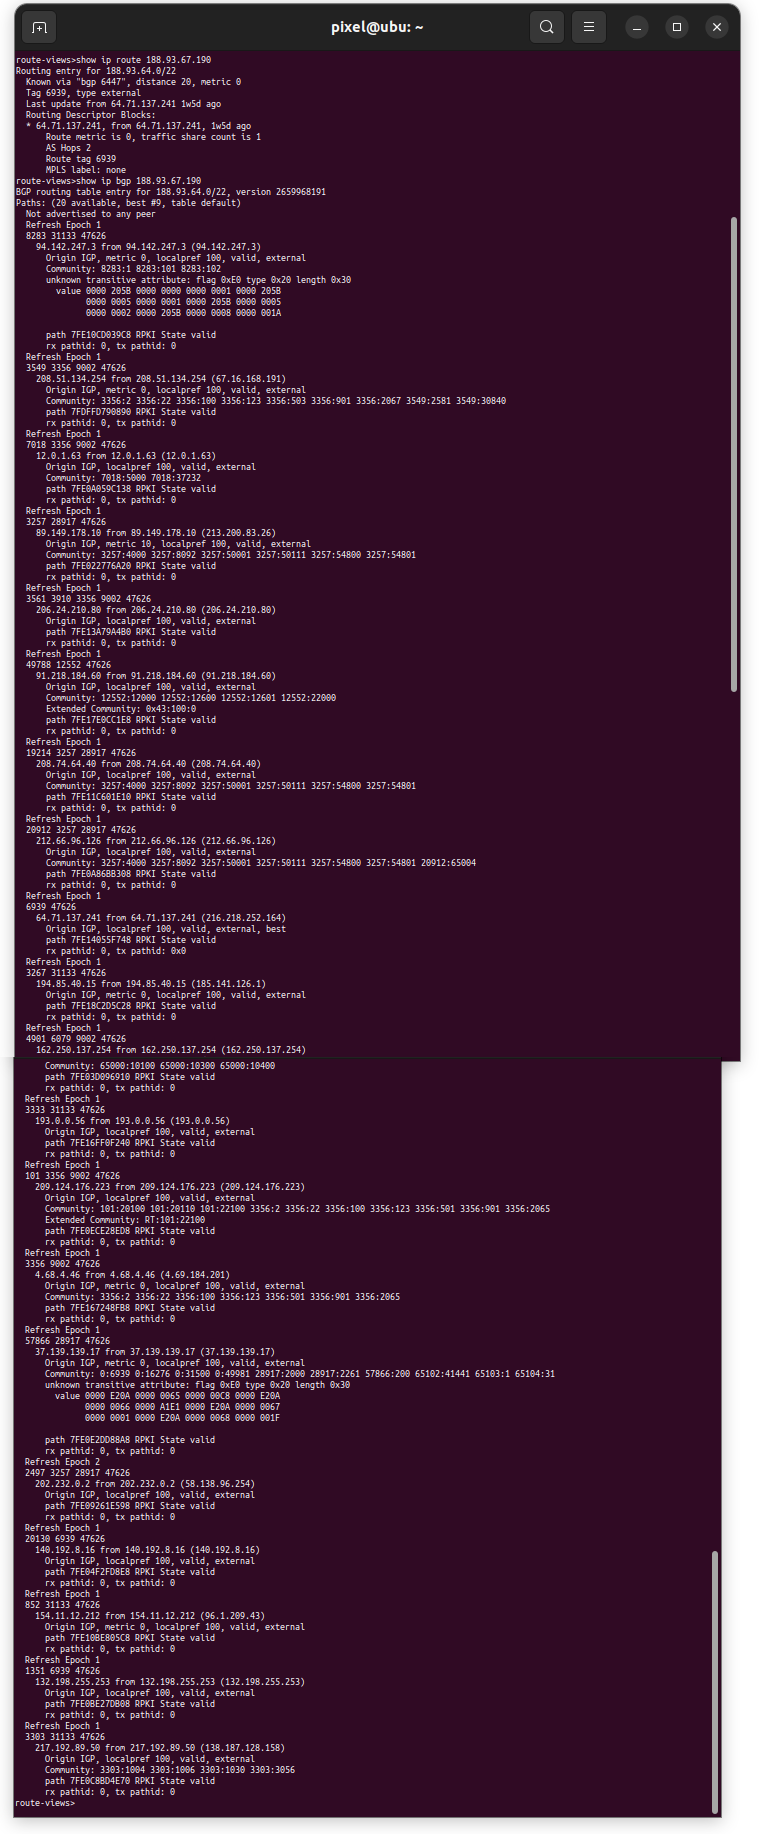 pixel@ubu: ~
route-views>show ip route 188.93.67.190
Routing entry for 188.93.64.0/22
Known via "bgp 6447", distance 20, metric 0
Tag 6939, type external
Last update from 64.71.137.241 1w5d ago
Routing Descriptor Blocks:
* 64.71.137.241, from 64.71.137.241, 1w5d ago
Route metric is 0, traffic share count is 1
AS Hops 2
Route tag 6939
MPLS label: none
route-views>show ip bgp 188.93.67.190
BGP routing table entry for 188.93.64.0/22, version 2659968191
Paths: (20 available, best #9, table default)
Not advertised to any peer
Refresh Epoch 1
8283 31133 47626
94.142.247.3 from 94.142.247.3 (94.142.247.3)
Origin IGP, metric 0, localpref 100, valid, external
Community: 8283:1 8283:101 8283:102
unknown transitive attribute: flag 0xE0 type 0x20 length 0x30
value 0000 205B 0000 0000 0000 0001 0000 205B
0000 0005 0000 0001 0000 205B 0000 0005
0000 0002 0000 205B 0000 0008 0000 001A
path 7FE10CD039C8 RPKI State valid
rx pathid: 0, tx pathid: 0
Refresh Epoch 1
3549 3356 9002 47626
208.51.134.254 from 208.51.134.254 (67.16.168.191)
Origin IGP, metric 0, localpref 100, valid, external
Community: 3356:2 3356:22 3356:100 3356:123 3356:503 3356:901 3356:2067 3549:2581 3549:30840
path 7FDFFD790890 RPKI State valid
rx pathid: 0, tx pathid: 0
Refresh Epoch 1
7018 3356 9002 47626
12.0.1.63 from 12.0.1.63 (12.0.1.63)
Origin IGP, localpref 100, valid, external
Community: 7018:5000 7018:37232
path 7FE0A059C138 RPKI State valid
rx pathid: 0, tx pathid: 0
Refresh Epoch 1
3257 28917 47626
89.149.178.10 from 89.149.178.10 (213.200.83.26)
Origin IGP, metric 10, localpref 100, valid, external
Community: 3257:4000 3257:8092 3257:50001 3257:50111 3257:54800 3257:54801
path 7FE022776A20 RPKI State valid
rx pathid: 0, tx pathid: 0
Refresh Epoch 1
3561 3910 3356 9002 47626
206.24.210.80 from 206.24.210.80 (206.24.210.80)
Origin IGP, localpref 100, valid, external
path 7FE13A79A4B0 RPKI State valid
rx pathid: 0, tx pathid: 0
Refresh Epoch 1
49788 12552 47626
91.218.184.60 from 91.218.184.60 (91.218.184.60)
Origin IGP, localpref 100, valid, external
Community: 12552:12000 12552:12600 12552:12601 12552:22000
Extended Community: 0x43:100:0
path 7FE17E0CC1E8 RPKI State valid
rx pathid: 0, tx pathid: 0
Refresh Epoch 1
19214 3257 28917 47626
208.74.64.40 from 208.74.64.40 (208.74.64.40)
Origin IGP, localpref 100, valid, external
Community: 3257:4000 3257:8092 3257:50001 3257:50111 3257:54800 3257:54801
path 7FE11C601E10 RPKI State valid
rx pathid: 0, tx pathid: 0
Refresh Epoch 1
20912 3257 28917 47626
212.66.96.126 from 212.66.96.126 (212.66.96.126)
Origin IGP, localpref 100, valid, external
Community: 3257:4000 3257:8092 3257:50001 3257:50111 3257:54800 3257:54801 20912:65004
path 7FE0A86BB308 RPKI State valid
rx pathid: 0, tx pathid: 0
Refresh Epoch 1
6939 47626
64.71.137.241 from 64.71.137.241 (216.218.252.164)
Origin IGP, localpref 100, valid, external, best
path 7FE14055F748 RPKI State valid
rx pathid: 0, tx pathid: 0x0
Refresh Epoch 1
3267 31133 47626
194.85.40.15 from 194.85.40.15 (185.141.126.1)
Origin IGP, metric 0, localpref 100, valid, external
path 7FE18C2D5C28 RPKI State valid
rx pathid: 0, tx pathid: 0
Refresh Epoch 1
4901 6079 9002 47626
162.250.137.254 from 162.250.137.254 (162.250.137.254)
Community: 65000:10100 65000:10300 65000:10400
path 7FE03D096910 RPKI State valid
rx pathid: 0, tx pathid: 0
Refresh Epoch 1
3333 31133 47626
193.0.0.56 from 193.0.0.56 (193.0.0.56)
Origin IGP, localpref 100, valid, external
path 7FE16FF0F240 RPKI State valid
rx pathid: 0, tx pathid: 0
Refresh Epoch 1
101 3356 9002 47626
209.124.176.223 from 209.124.176.223 (209.124.176.223)
Origin IGP, localpref 100, valid, external
Community: 101:20100 101:20110 101:22100 3356:2 3356:22 3356:100 3356:123 3356:501 3356:901 3356:2065
Extended Community: RT:101:22100
path 7FE0ECE28ED8 RPKI State valid
rx pathid: 0, tx pathid: 0
Refresh Epoch 1
3356 9002 47626
4.68.4.46 from 4.68.4.46 (4.69.184.201)
Origin IGP, metric 0, localpref 100, valid, external
Community: 3356:2 3356:22 3356:100 3356:123 3356:501 3356:901 3356:2065
path 7FE167248FB8 RPKI State valid
rx pathid: 0, tx pathid: 0
Refresh Epoch 1
57866 28917 47626
37.139.139.17 from 37.139.139.17 (37.139.139.17)
Origin IGP, metric 0, localpref 100, valid, external
Community: 0:6939 0:16276 0:31500 0:49981 28917:2000 28917:2261 57866:200 65102:41441 65103:1 65104:31
unknown transitive attribute: flag 0xE0 type 0x20 length 0x30
value 0000 E20A 0000 0065 0000 00C8 0000 E20A
0000 0066 0000 A1E1 0000 E20A 0000 0067
0000 0001 0000 E20A 0000 0068 0000 001F
path 7FE0E2DD88A8 RPKI State valid
rx pathid: 0, tx pathid: 0
Refresh Epoch 2
2497 3257 28917 47626
202.232.0.2 from 202.232.0.2 (58.138.96.254)
Origin IGP, localpref 100, valid, external
path 7FE09261E598 RPKI State valid
rx pathid: 0, tx pathid: 0
Refresh Epoch 1
20130 6939 47626
140.192.8.16 from 140.192.8.16 (140.192.8.16)
Origin IGP, localpref 100, valid, external
path 7FE04F2FD8E8 RPKI State valid
rx pathid: 0, tx pathid: 0
Refresh Epoch 1
852 31133 47626
154.11.12.212 from 154.11.12.212 (96.1.209.43)
Origin IGP, metric 0, localpref 100, valid, external
path 7FE10BE805C8 RPKI State valid
rx pathid: 0, tx pathid: 0
Refresh Epoch 1
1351 6939 47626
132.198.255.253 from 132.198.255.253 (132.198.255.253)
Origin IGP, localpref 100, valid, external
path 7FE0BE27DB08 RPKI State valid
rx pathid: 0, tx pathid: 0
Refresh Epoch 1
3303 31133 47626
217.192.89.50 from 217.192.89.50 (138.187.128.158)
Origin IGP, localpref 100, valid, external
Community: 3303:1004 3303:1006 3303:1030 3303:3056
path 7FE0C8BD4E70 RPKI State valid
rx pathid: 0, tx pathid: 0
route-views>